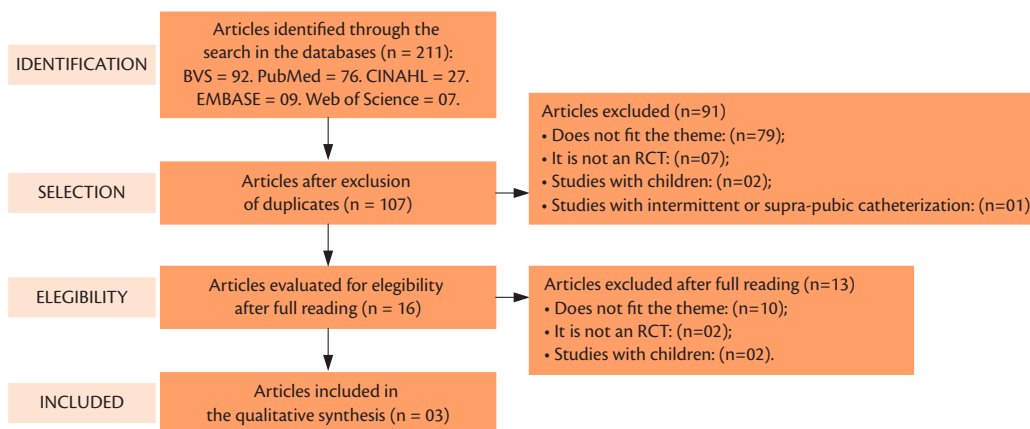 IDENTIFICATION
Articles identified through the
search in the databases (n = 211):
BVS = 92. PubMed = 76. CINAHL = 27.
EMBASE = 09. Web of Science = 07.
SELECTION
Articles after exclusion
of duplicates (n = 107)
Articles excluded (n=91)
• Does not fit the theme: (n=79);
• It is not an RCT: (n=07);
• Studies with children: (n=02);
• Studies with intermittent or supra-pubic catheterization: (n=01)
ELEGIBILITY
Articles evaluated for elegibility
after full reading (n = 16)
Articles excluded after full reading (n=13)
• Does not fit the theme: (n=10);
• It is not an RCT: (n=02);
• Studies with children: (n=02).
INCLUDED
Articles included in
the qualitative synthesis (n = 03)